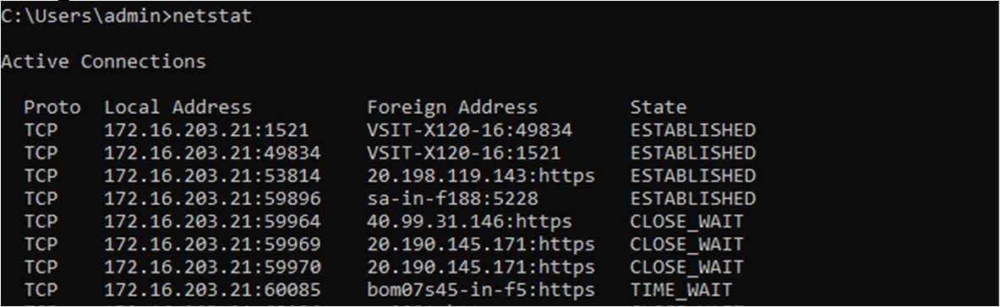 C:\Users\admin>netstat
Active Connections
Proto Local Address Foreign Address State
TCP 172.16.203.21:1521 VSIT-X120-16:49834 ESTABLISHED
TCP 172.16.203.21:49834 VSIT-X120-16:1521 ESTABLISHED
TCP 172.16.203.21:53814 20.198.119.143:https ESTABLISHED
TCP 172.16.203.21:59896 sa-in-f188:5228 ESTABLISHED
TCP 172.16.203.21:59964 40.99.31.146:https CLOSE_WAIT
TCP 172.16.203.21:59969 20.190.145.171:https CLOSE_WAIT
TCP 172.16.203.21:59970 20.190.145.171:https CLOSE_WAIT
TCP 172.16.203.21:60085 bom07s45-in-f5:https TIME_WAIT